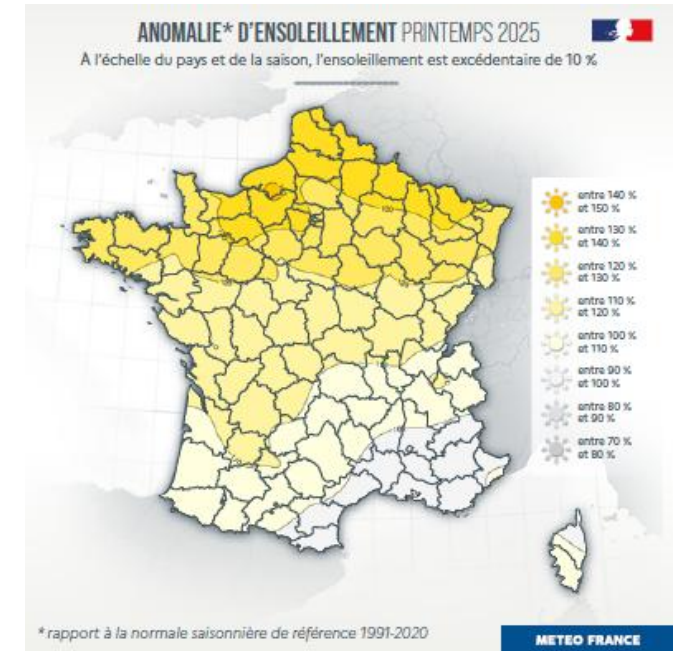 ANOMALIE* D'ENSOLEILLEMENT PRINTEMPS 2025
À l'échelle du pays et de la saison, l'ensoleillement est excédentaire de 10 %
entre 140 %
et 150 %
entre 130 %
et 140 %
entre 120 %
et 130 %
entre 110 %
et 120 %
entre 100 %
et 110 %
entre 90 %
et 100 %
entre 80 %
et 90 %
entre 70 %
et 80 %
* rapport à la normale saisonnière de référence 1991-2020
METEO FRANCE